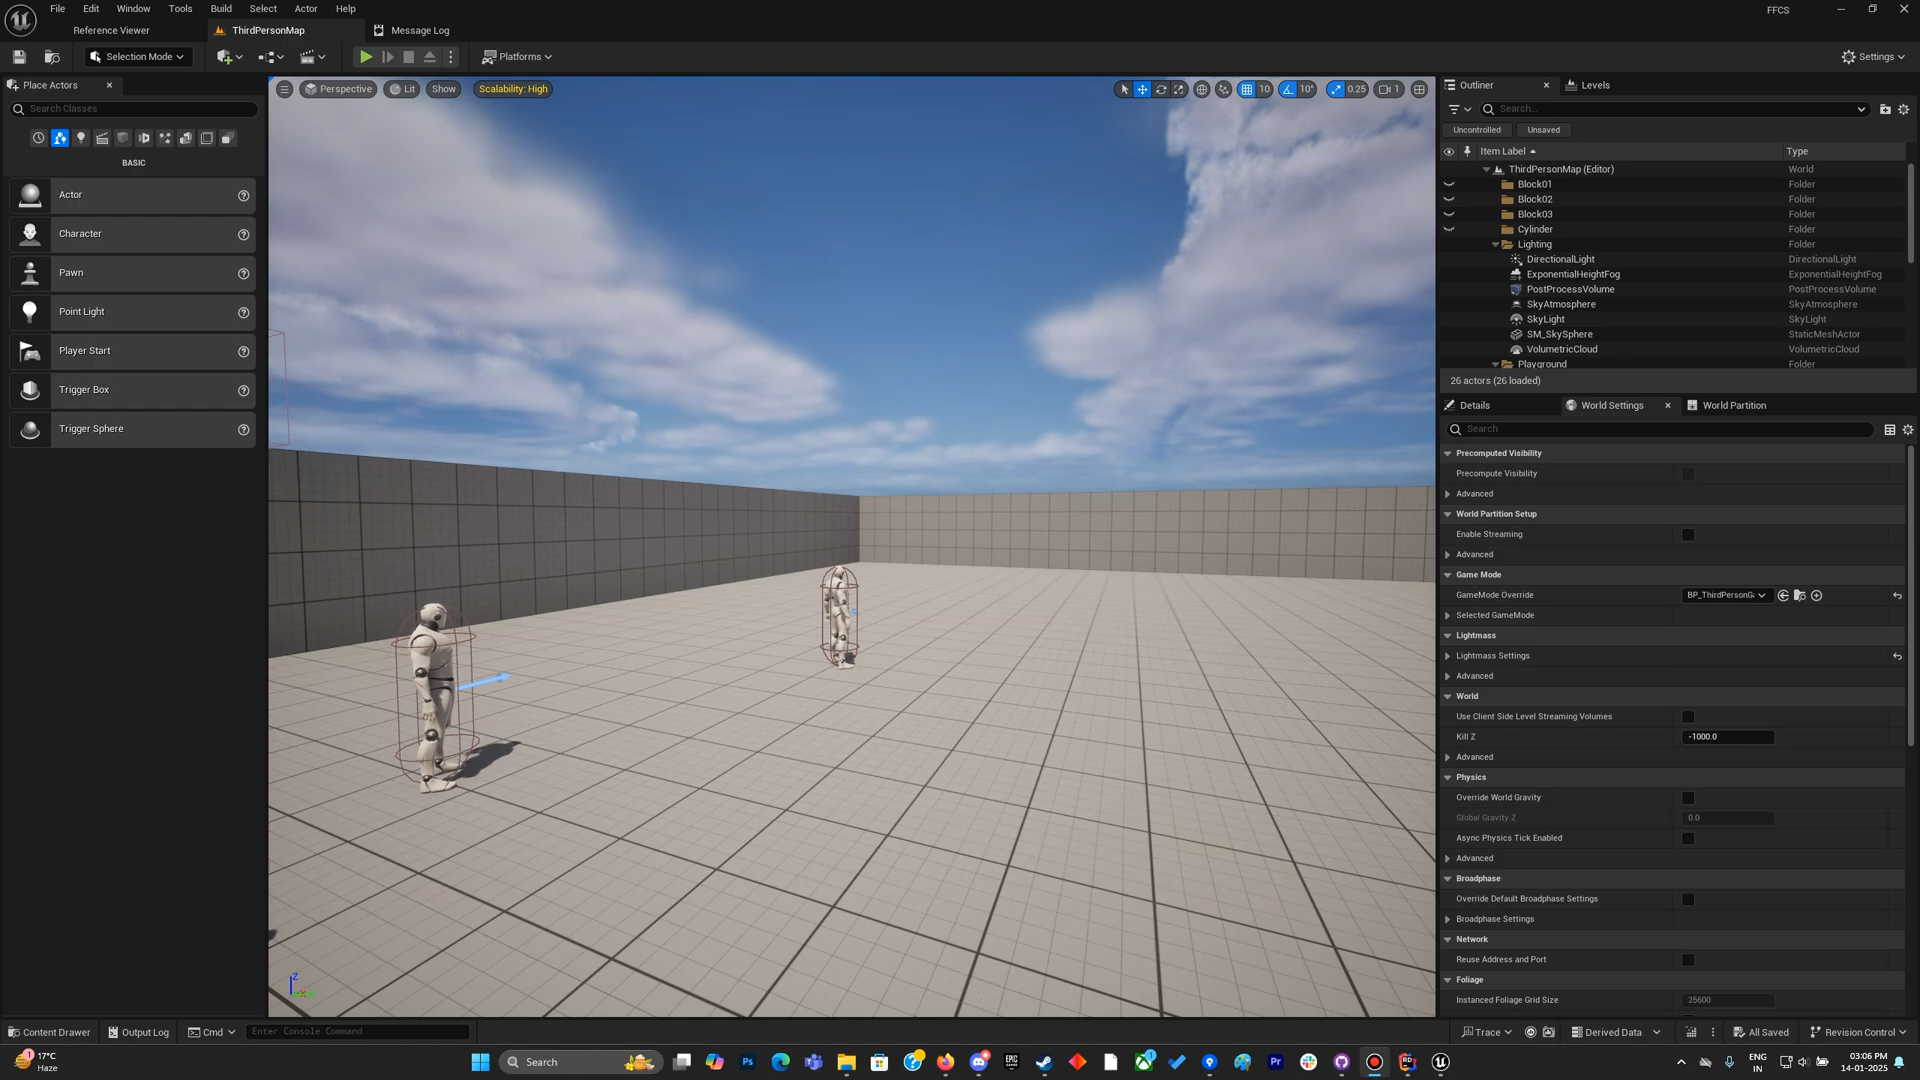 File Edit Window Tools Build Select Actor Help
FFCS
Reference Viewer ThirdPersonMap Message Log
Selection Mode Platforms Settings
Place Actors
Search Classes
BASIC
Actor
Character
Pawn
Point Light
Player Start
Trigger Box
Trigger Sphere
Perspective Lit Show Scalability: High 10 10° 0.25 1
Z
Outliner Levels
Search...
Uncontrolled Unsaved
Item Label Type
ThirdPersonMap (Editor) World
Block01 Folder
Block02 Folder
Block03 Folder
Cylinder Folder
Lighting Folder
DirectionalLight DirectionalLight
ExponentialHeightFog ExponentialHeightFog
PostProcessVolume PostProcessVolume
SkyAtmosphere SkyAtmosphere
SkyLight SkyLight
SM_SkySphere StaticMeshActor
VolumetricCloud VolumetricCloud
Playground Folder
26 actors (26 loaded)
Details World Settings World Partition
Search
Precomputed Visibility
Precompute Visibility
Advanced
World Partition Setup
Enable Streaming
Advanced
Game Mode
GameMode Override BP_ThirdPersonGa
Selected GameMode
Lightmass
Lightmass Settings
Advanced
World
Use Client Side Level Streaming Volumes
Kill Z -1000.0
Advanced
Physics
Override World Gravity
Global Gravity Z 0.0
Async Physics Tick Enabled
Advanced
Broadphase
Override Default Broadphase Settings
Broadphase Settings
Network
Reuse Address and Port
Foliage
Instanced Foliage Grid Size 25600
Content Drawer Output Log Cmd Enter Console Command
Trace Derived Data All Saved Revision Control
1 17°C
Haze
Search
Ps
EPIC
GAMES
1
Pr
RD
ENG
IN
03:06 PM
14-01-2025